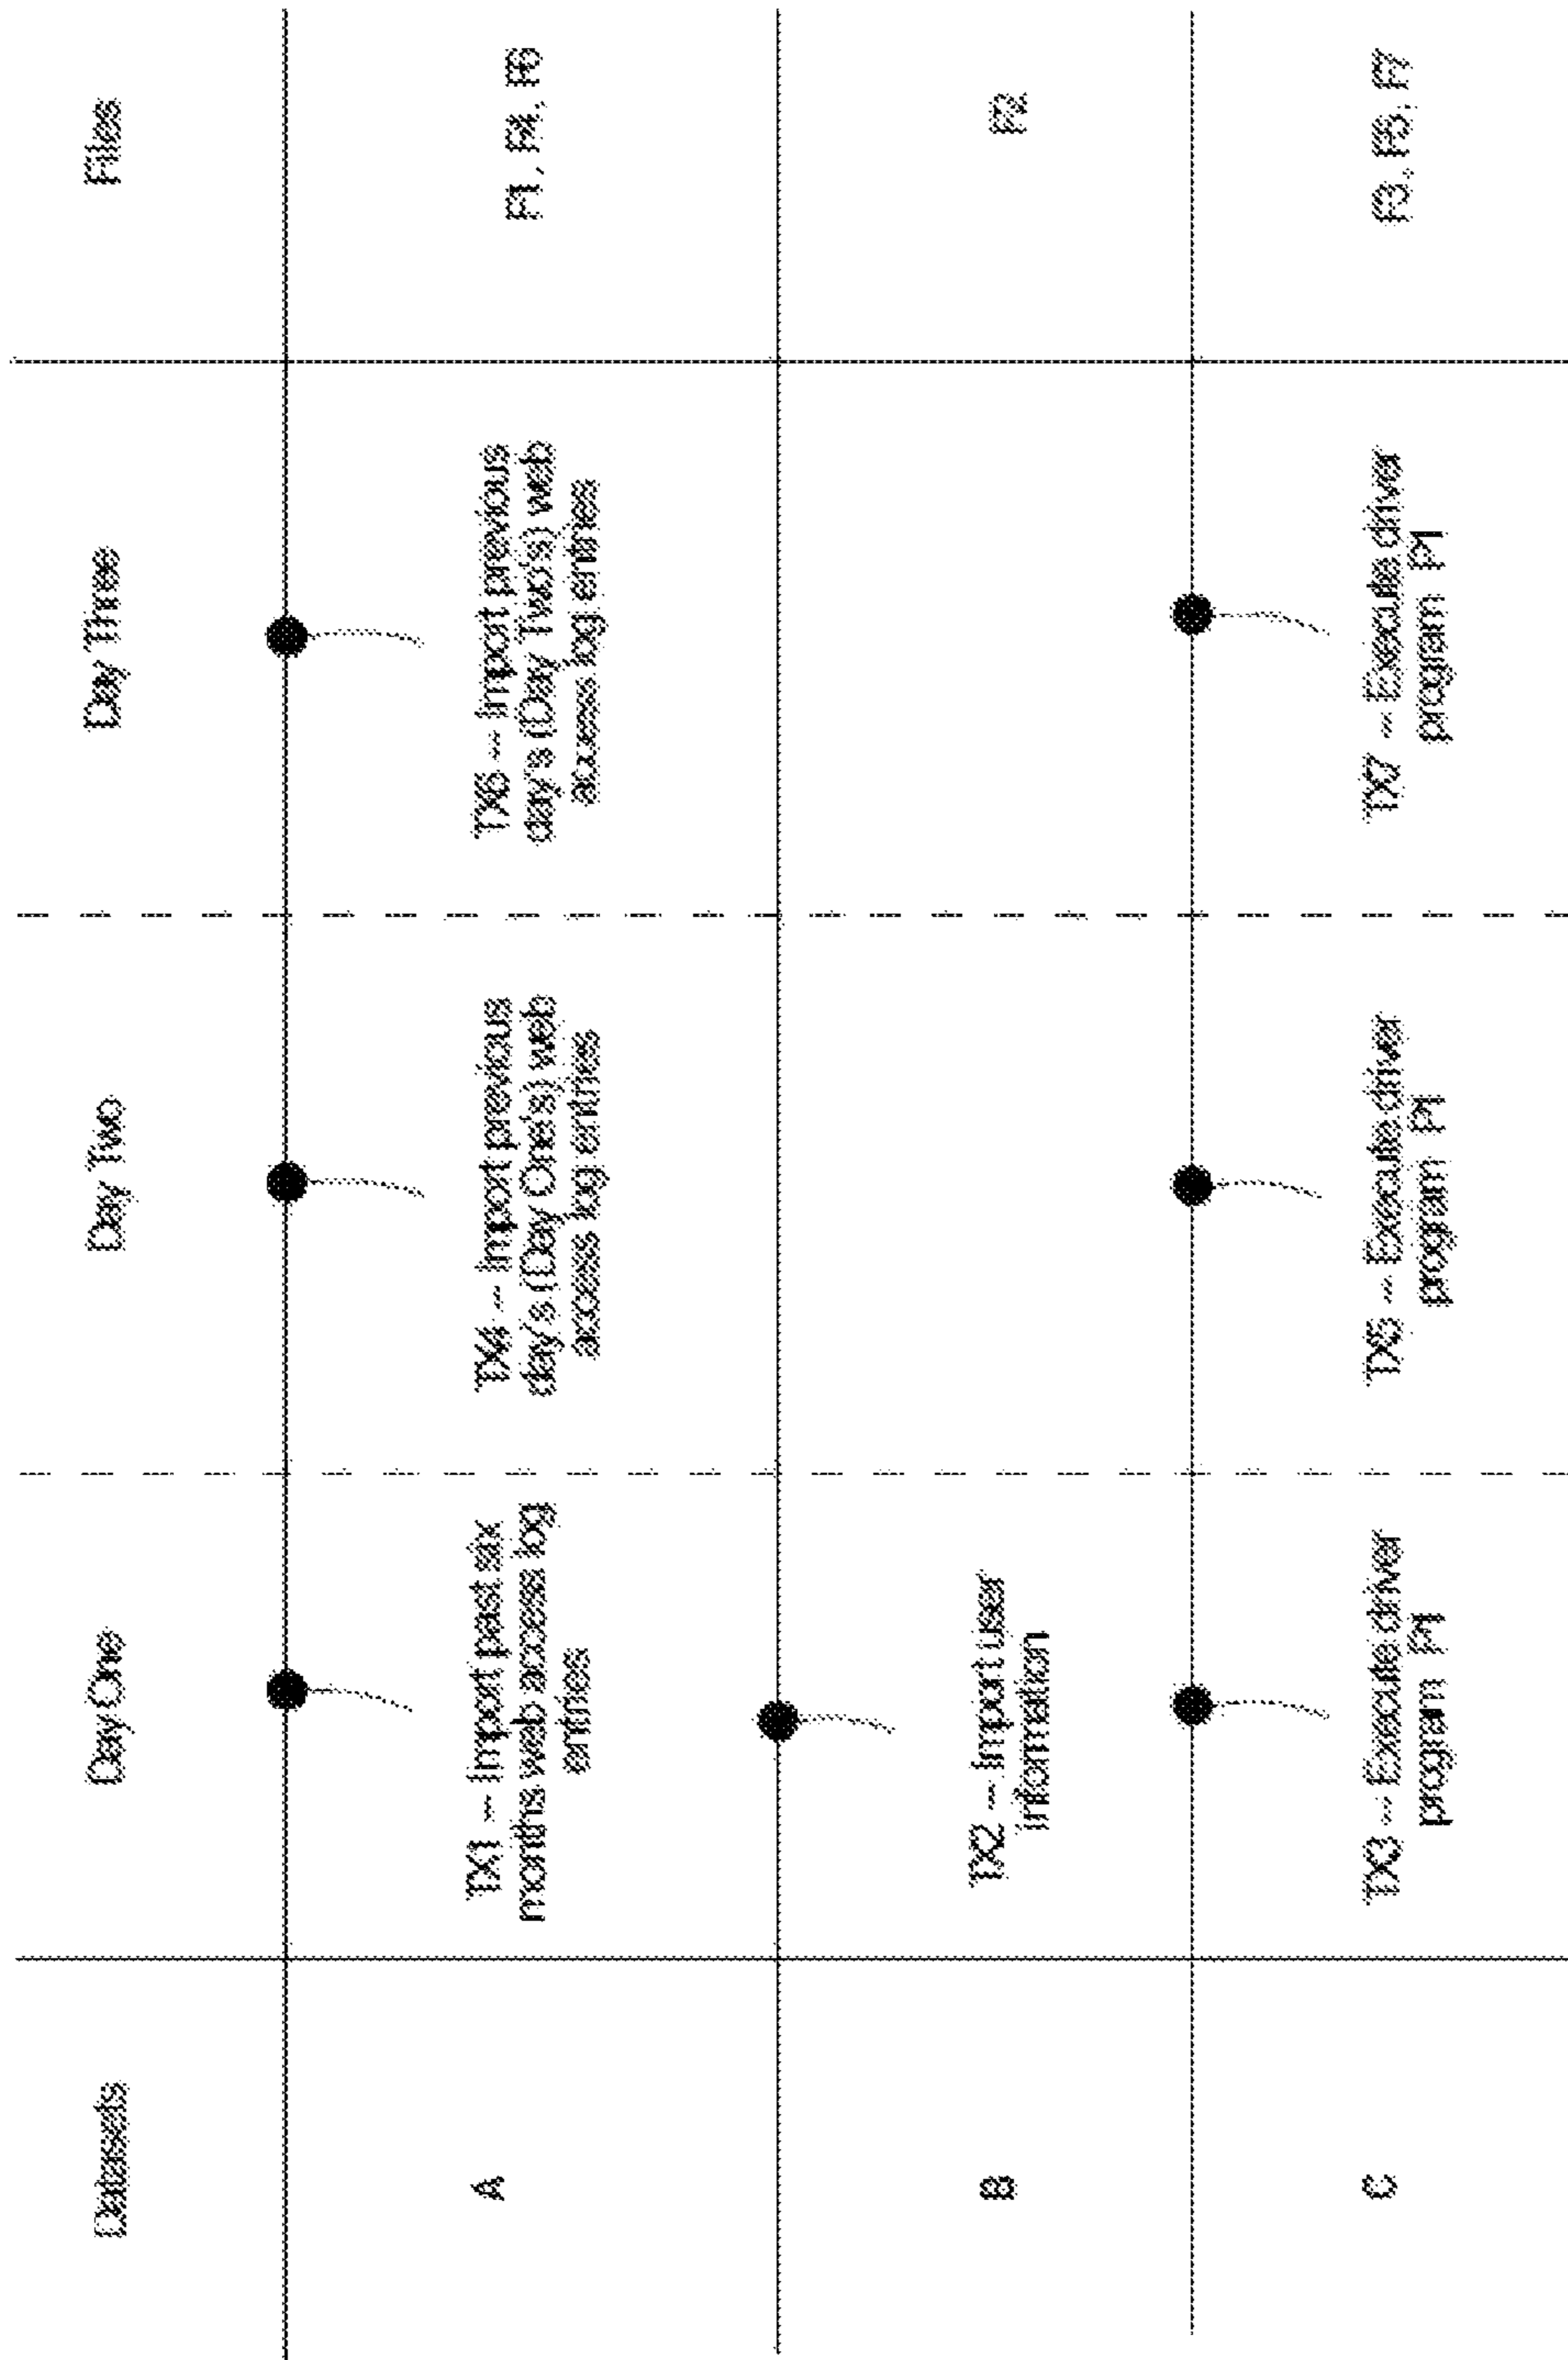 Datasets
Day One
Day Two
Day Three
Files
A
TX1 -- Import past six
months web access log
entries
TX4 -- Import previous
day's (Day One's) web
access log entries
TX6 -- Import previous
day's (Day Two's) web
access log entries
F1, F4, F6
B
TX2 -- Import user
information
F2
C
TX3 -- Execute driver
program P1
TX5 -- Execute driver
program P1
TX7 -- Execute driver
program P1
F3, F5, F7